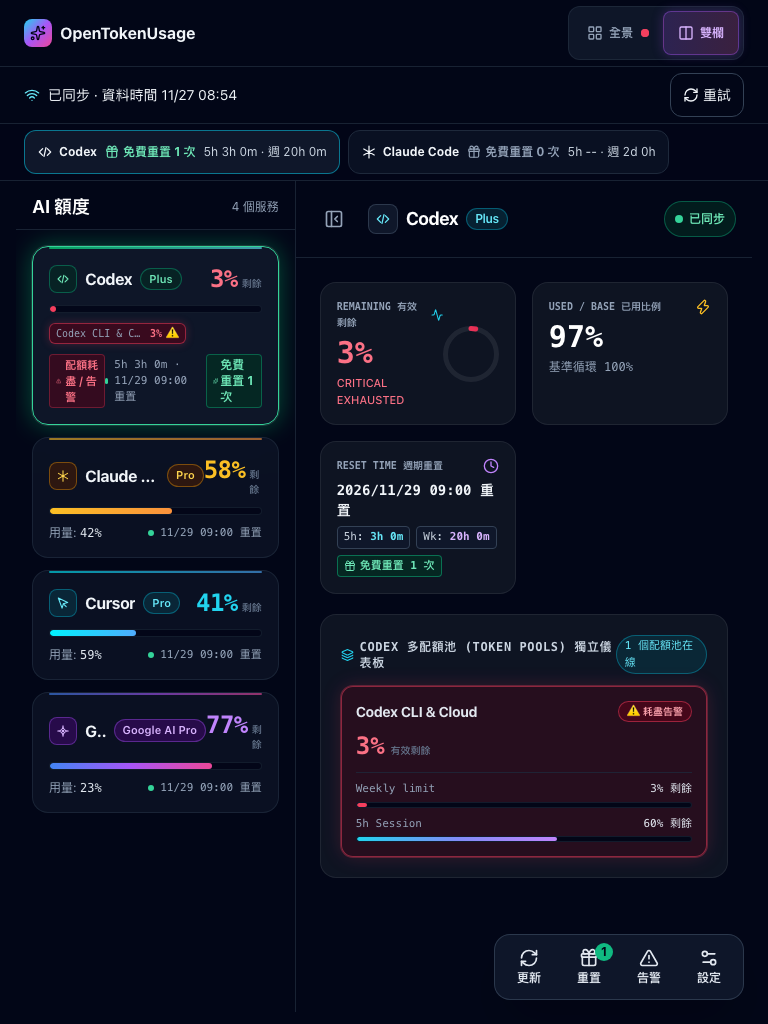 OpenTokenUsage
全景
雙欄
已同步 · 資料時間 11/27 08:54
重試
Codex 免費重置 1 次 5h 3h 0m · 週 20h 0m
Claude Code 免費重置 0 次 5h -- · 週 2d 0h
AI 額度
4 個服務
Codex Plus 3% 剩餘
Codex CLI & C… 3% ⚠️
配額耗
盡 / 告
警
5h 3h 0m ·
11/29 09:00
重置
免費
重置 1
次
Claude ... Pro 58% 剩
餘
用量: 42% 11/29 09:00 重置
Cursor Pro 41% 剩餘
用量: 59% 11/29 09:00 重置
G.. Google AI Pro 77% 剩
餘
用量: 23% 11/29 09:00 重置
Codex Plus
已同步
REMAINING 有效
剩餘
3%
CRITICAL
EXHAUSTED
USED / BASE 已用比例
97%
基準循環 100%
RESET TIME 週期重置
2026/11/29 09:00 重
置
5h: 3h 0m Wk: 20h 0m
免費重置 1 次
CODEX 多配額池 (TOKEN POOLS) 獨立儀
表板
1 個配額池在
線
Codex CLI & Cloud
⚠️ 耗盡告警
3% 有效剩餘
Weekly limit 3% 剩餘
5h Session 60% 剩餘
更新
重置
1
告警
設定